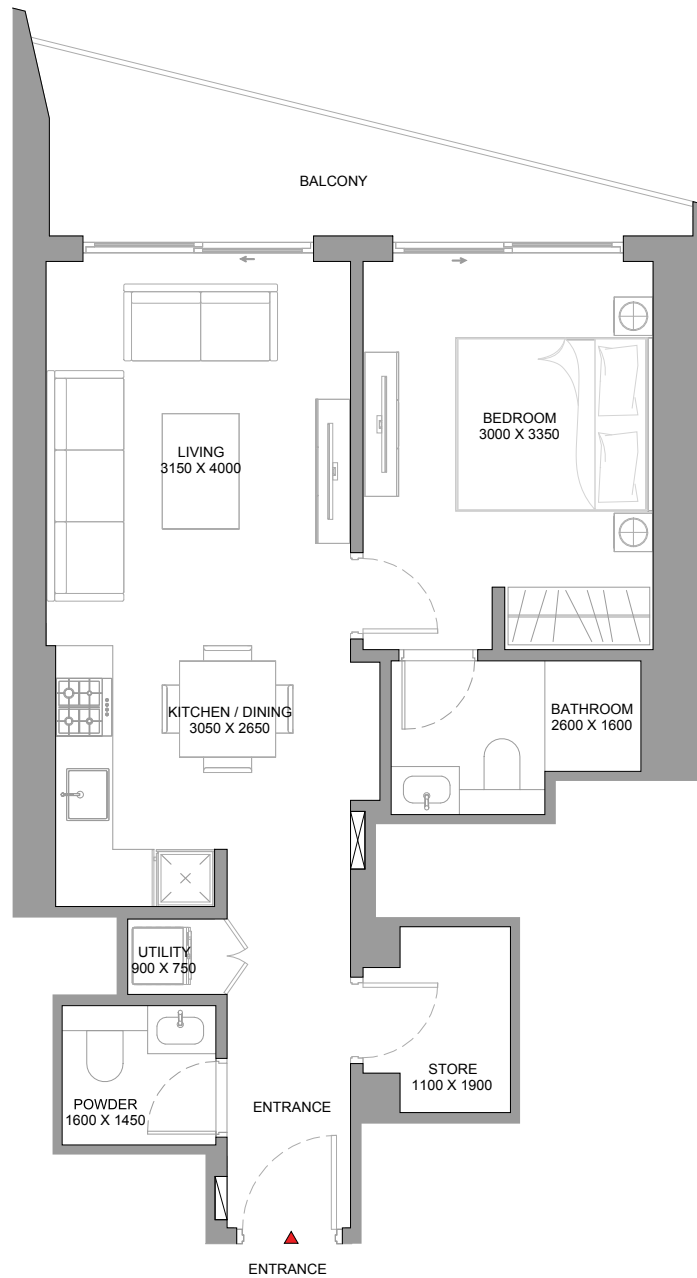 BALCONY
LIVING
3150 X 4000
BEDROOM
3000 X 3350
KITCHEN / DINING
3050 X 2650
BATHROOM
2600 X 1600
UTILITY
900 X 750
STORE
1100 X 1900
POWDER
1600 X 1450
ENTRANCE
ENTRANCE